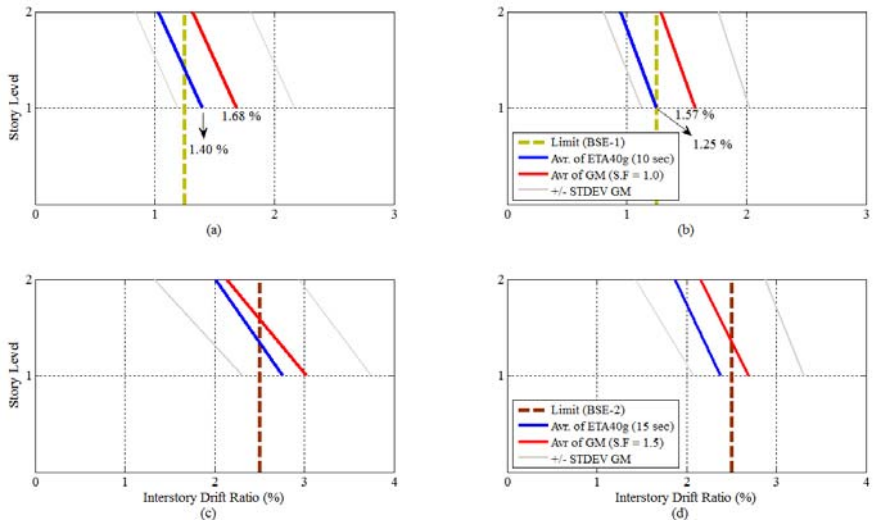 2
Story Level
1
1.68 %
1.40 %
0 1 2 3
(a)
2
1
1.57 %
1.25 %
Limit (BSE-1)
Avr. of ETA40g (10 sec)
Avr of GM (S.F = 1.0)
+/- STDEV GM
0 1 2 3
(b)
2
Story Level
1
0 1 2 3 4
Interstory Drift Ratio (%)
(c)
2
1
Limit (BSE-2)
Avr. of ETA40g (15 sec)
Avr of GM (S.F = 1.5)
+/- STDEV GM
0 1 2 3 4
Interstory Drift Ratio (%)
(d)